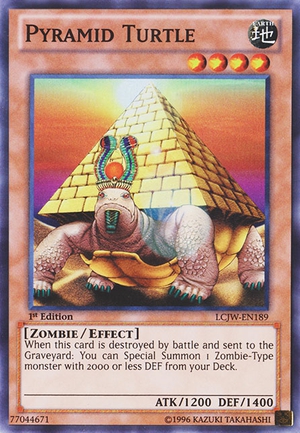 PYRAMID TURTLE
EARTH
地
1st Edition
LCJW-EN189
[ZOMBIE / EFFECT]
When this card is destroyed by battle and sent to the
Graveyard: You can Special Summon 1 Zombie-Type
monster with 2000 or less DEF from your Deck.
ATK/1200 DEF/1400
77044671
©1996 KAZUKI TAKAHASHI